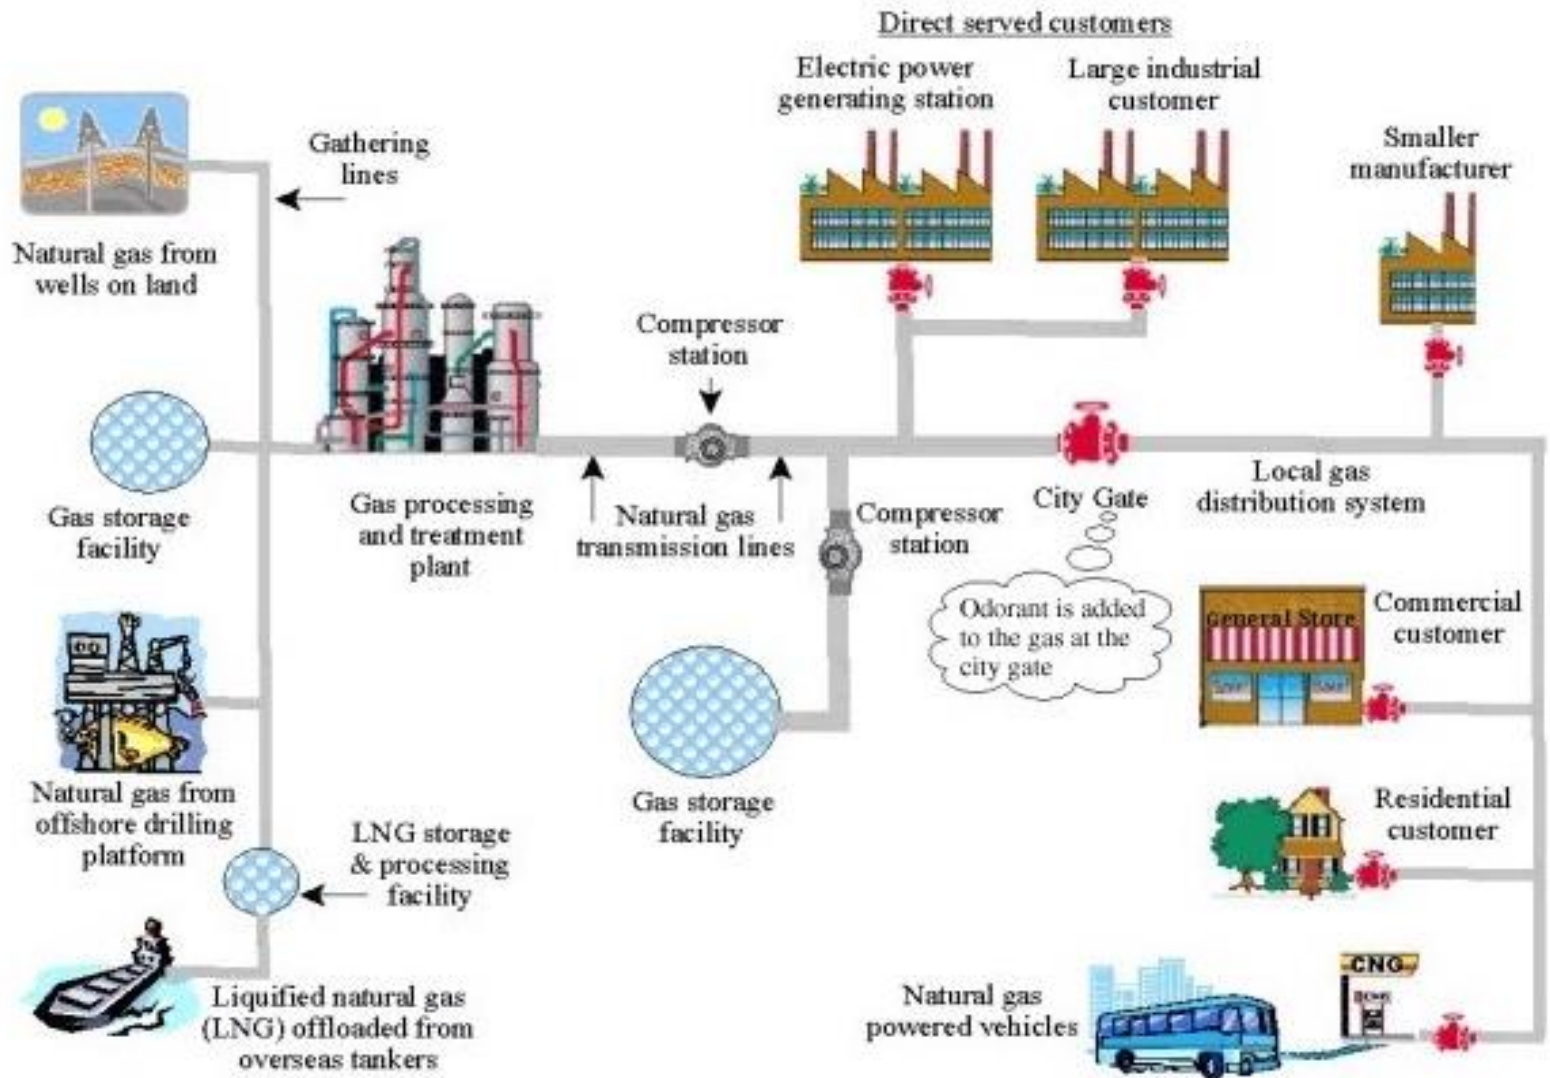 Direct served customers
Electric power
generating station
Large industrial
customer
Smaller
manufacturer
Gathering
lines
Natural gas from
wells on land
Compressor
station
Gas storage
facility
Gas processing
and treatment
plant
Natural gas
transmission lines
Compressor
station
City Gate
Local gas
distribution system
Odorant is added
to the gas at the
city gate
General Store
Commercial
customer
Natural gas from
offshore drilling
platform
Gas storage
facility
LNG storage
& processing
facility
Residential
customer
Liquified natural gas
(LNG) offloaded from
overseas tankers
Natural gas
powered vehicles
CNG